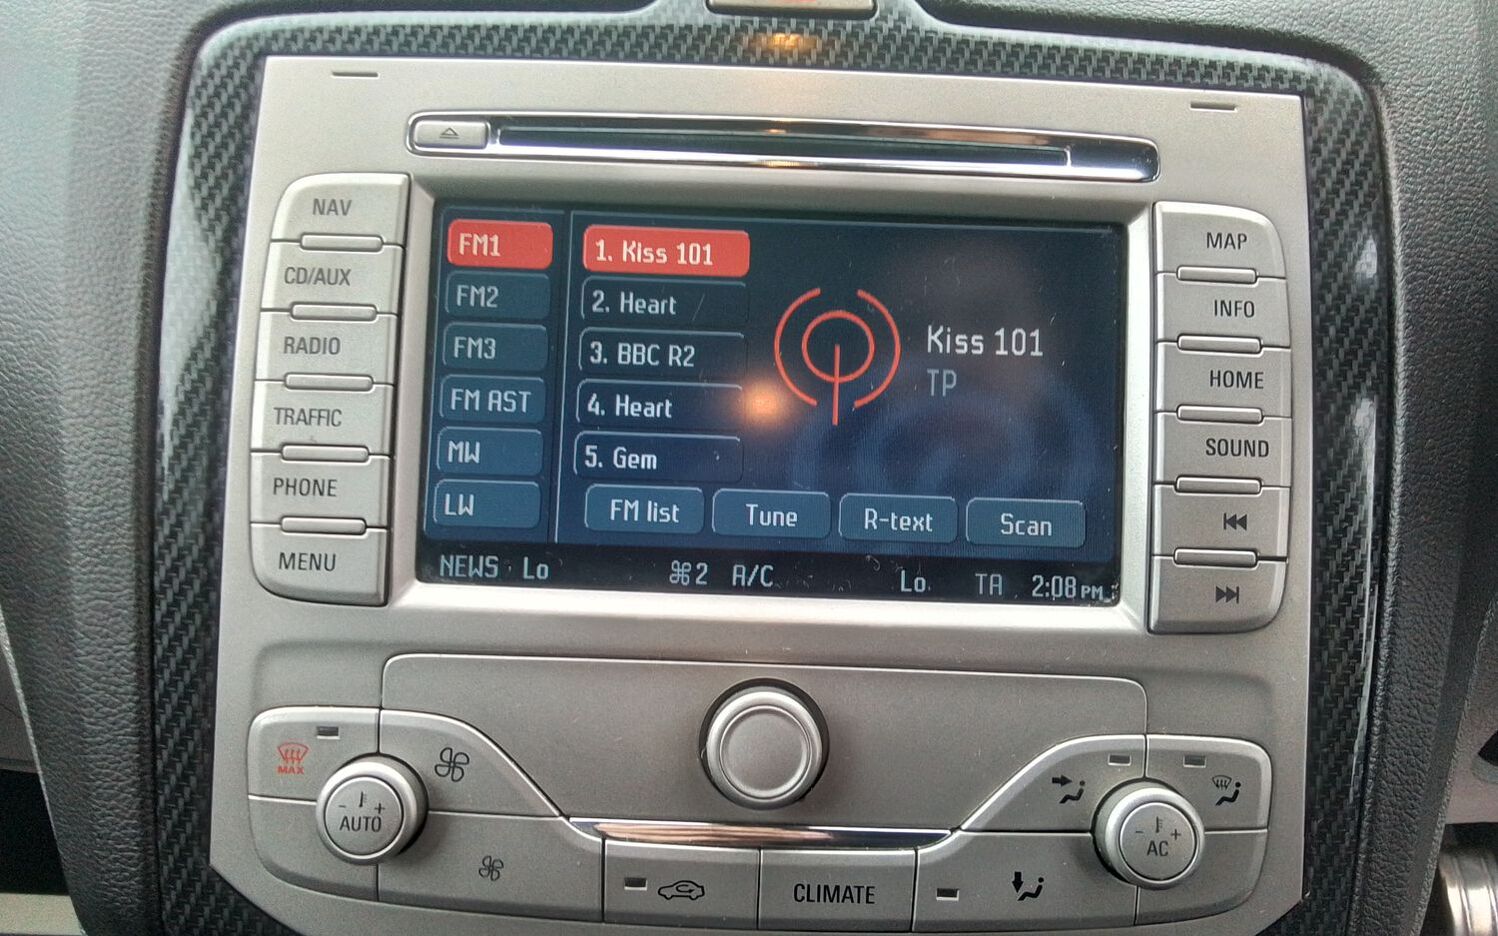 NAV
CD/AUX
RADIO
TRAFFIC
PHONE
MENU
FM1
FM2
FM3
FM AST
MW
LW
1. Kiss 101
2. Heart
3. BBC R2
4. Heart
5. Gem
Kiss 101
TP
FM list Tune R-text Scan
NEWS Lo 2 A/C Lo TA 2:08 PM
MAP
INFO
HOME
SOUND
MAX
- +
AUTO
CLIMATE
- +
AC